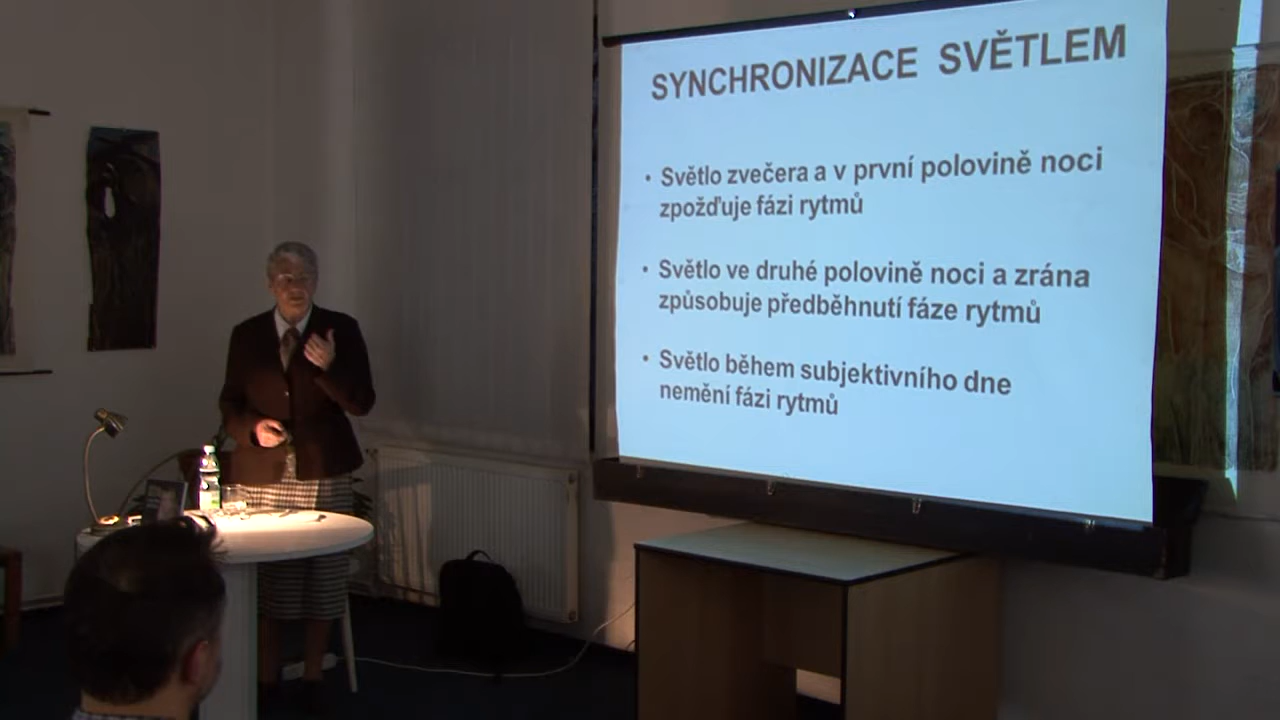 SYNCHRONIZACE SVĚTLEM
• Světlo zvečera a v první polovině noci
zpožďuje fázi rytmů
• Světlo ve druhé polovině noci a zrána
způsobuje předběhnutí fáze rytmů
• Světlo během subjektivního dne
nemění fázi rytmů